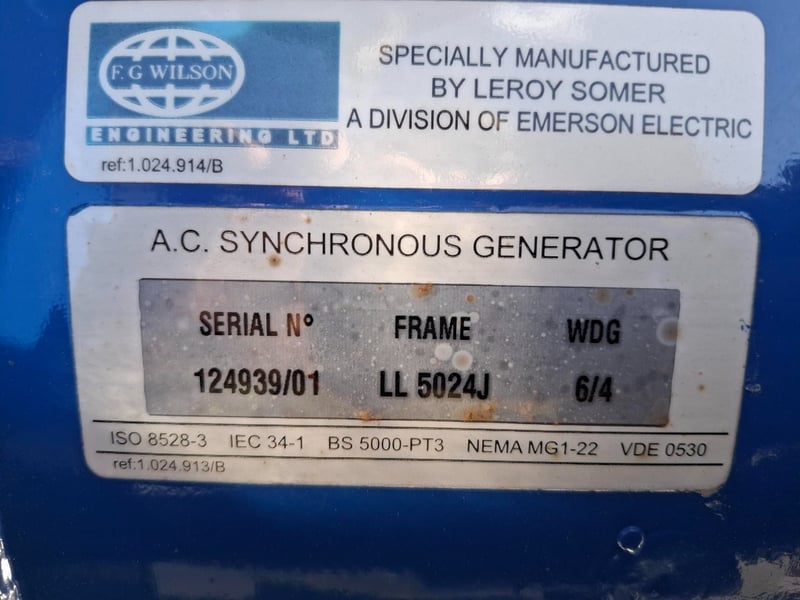 F.G WILSON
ENGINEERING LTD
ref:1.024.914/B
SPECIALLY MANUFACTURED
BY LEROY SOMER
A DIVISION OF EMERSON ELECTRIC
A.C. SYNCHRONOUS GENERATOR
SERIAL Nº FRAME WDG
124939/01 LL 5024J 6/4
ISO 8528-3 IEC 34-1 BS 5000-PT3 NEMA MG1-22 VDE 0530
ref:1.024.913/B